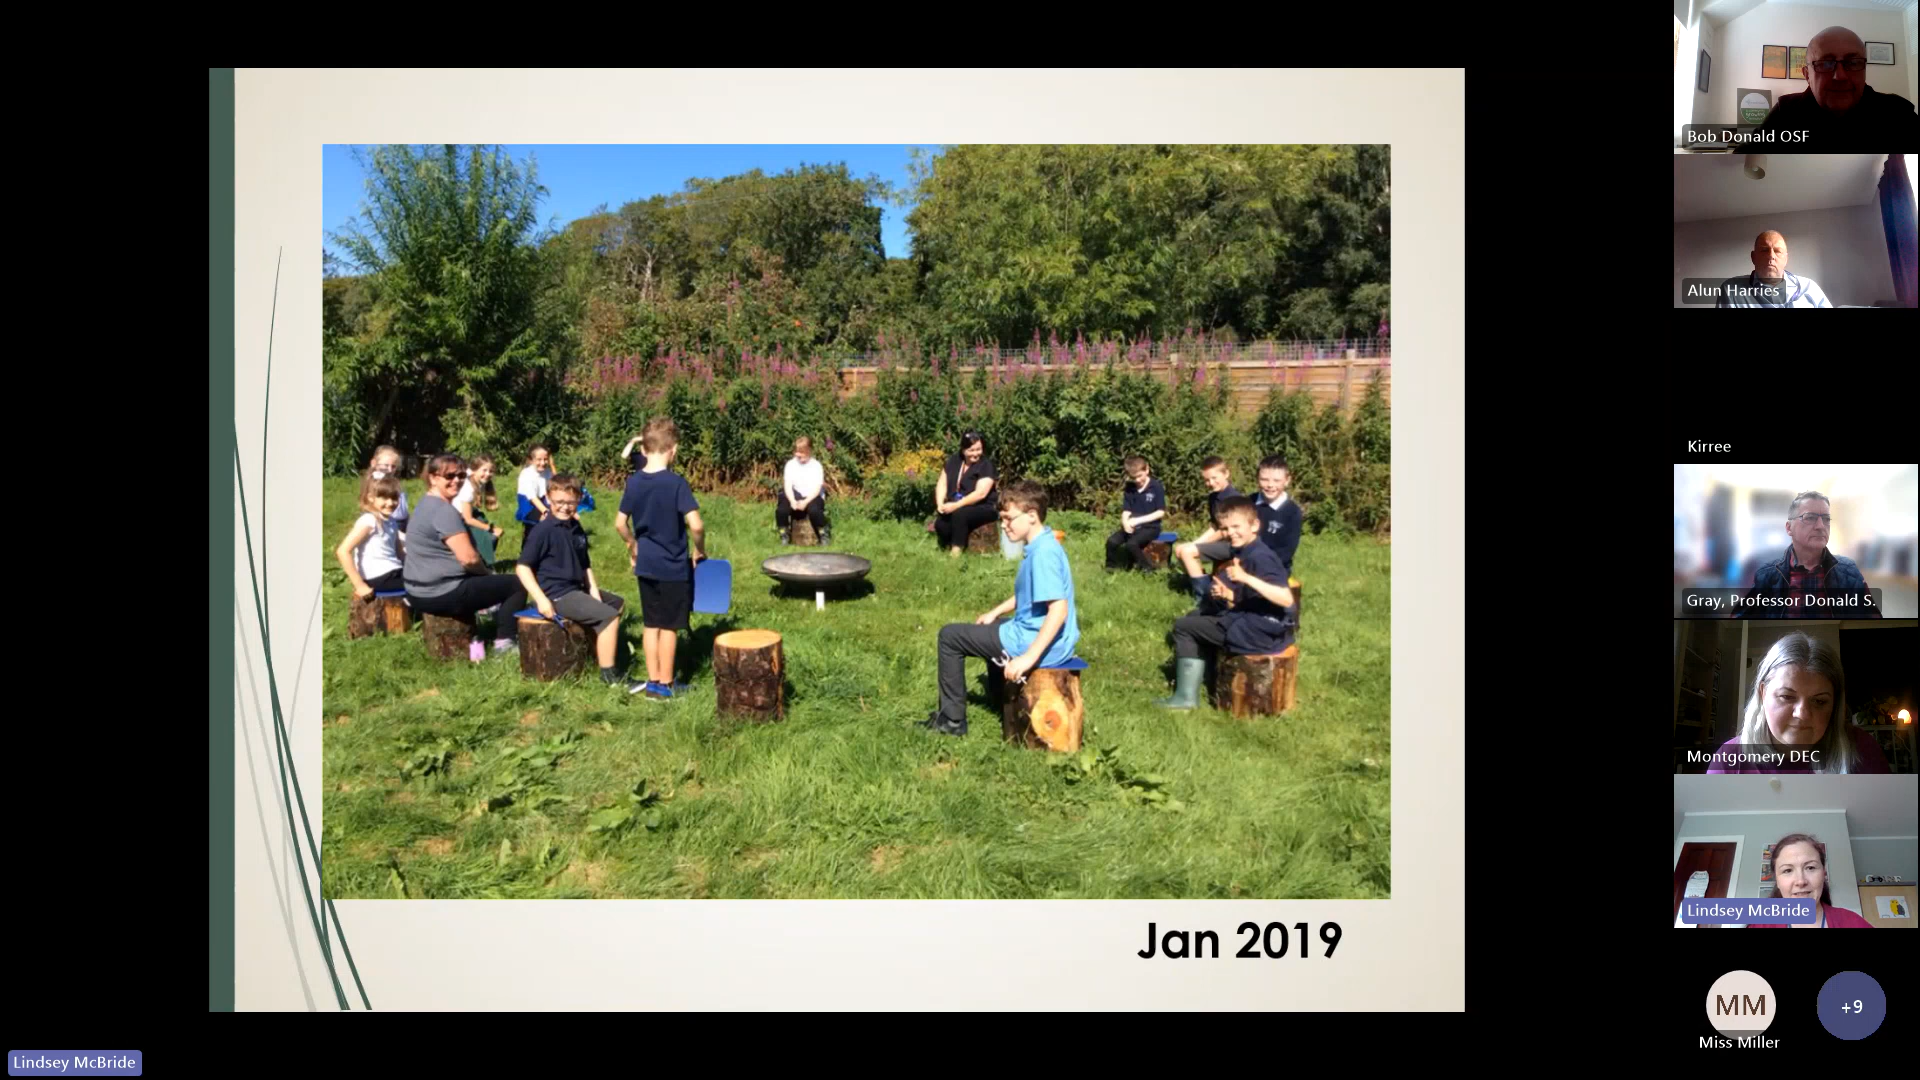 Jan 2019
Bob Donald OSF
Alun Harries
Kirree
Gray, Professor Donald S.
Montgomery DEC
Lindsey McBride
MM
+9
Miss Miller
Lindsey McBride